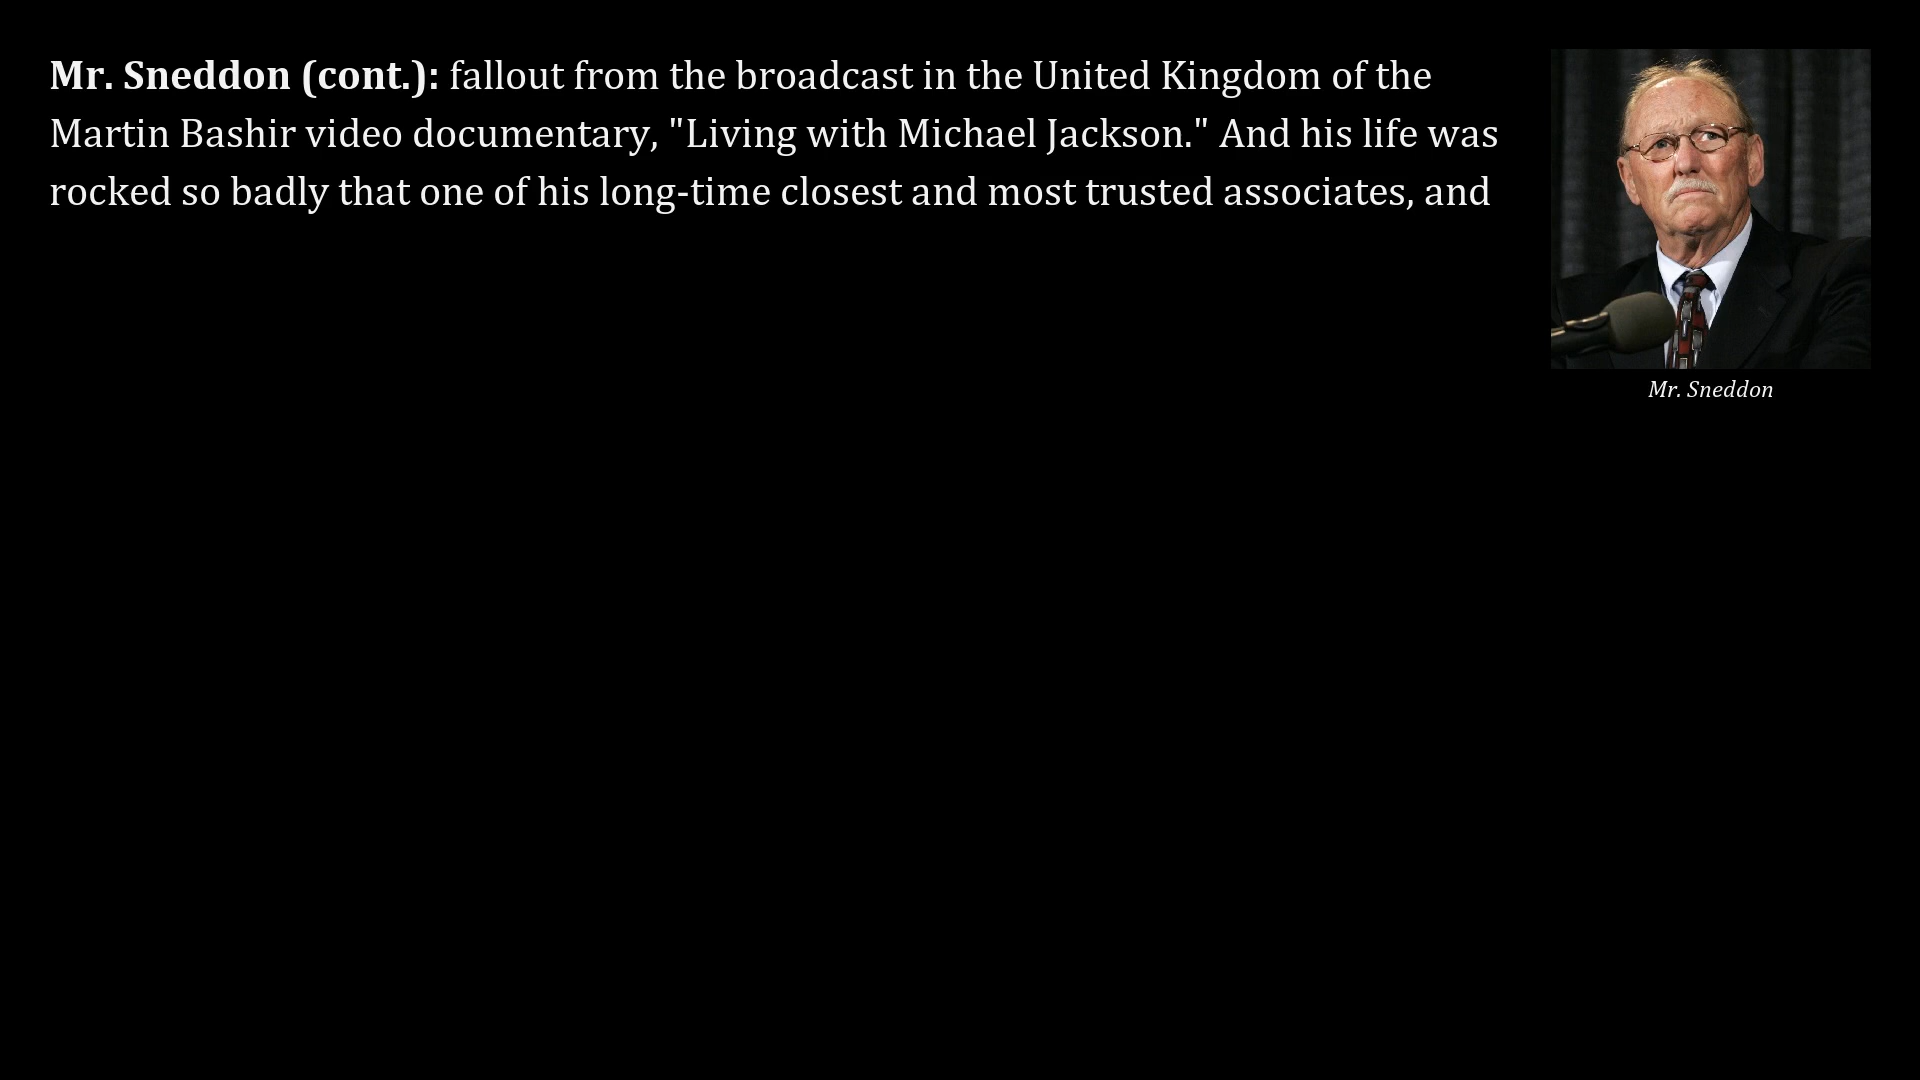 Mr. Sneddon (cont.): fallout from the broadcast in the United Kingdom of the
Martin Bashir video documentary, "Living with Michael Jackson." And his life was
rocked so badly that one of his long-time closest and most trusted associates, and
Mr. Sneddon